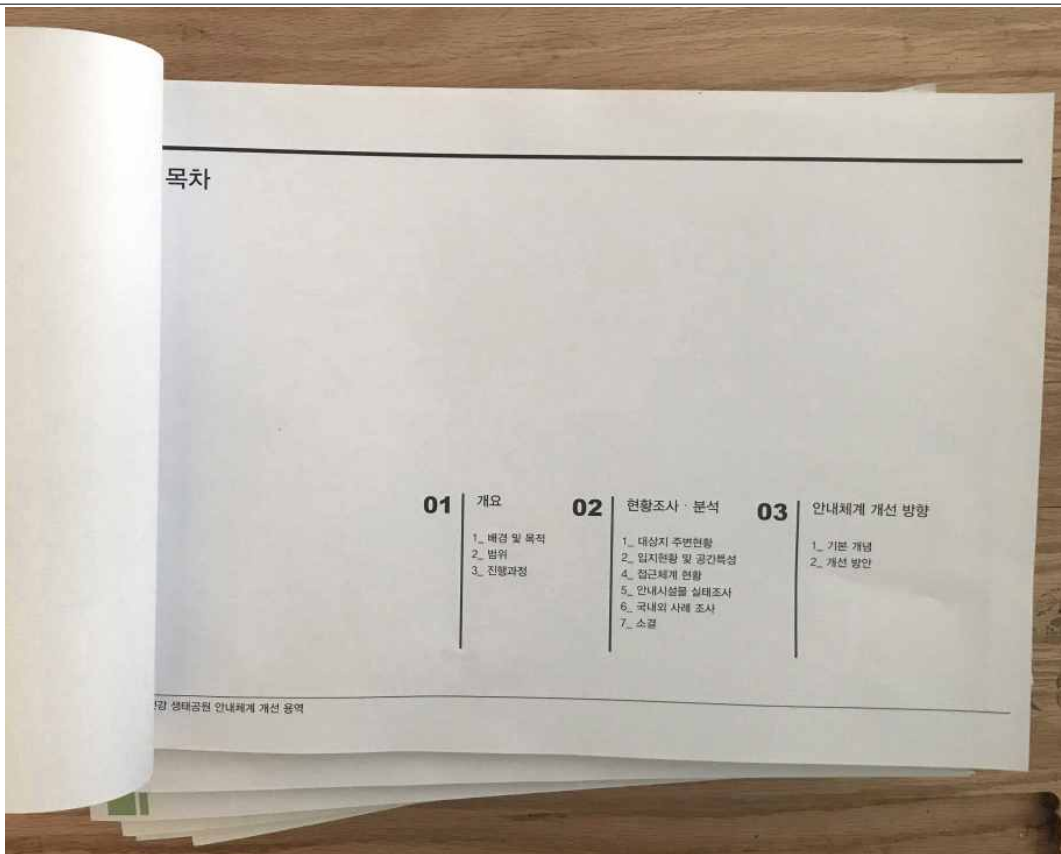 목차
01 개요
1_ 배경 및 목적
2_ 범위
3_ 진행과정
02 현황조사 · 분석
1_ 대상지 주변현황
2_ 입지현황 및 공간특성
4_ 접근체계 현황
5_ 안내시설물 실태조사
6_ 국내외 사례 조사
7_ 소결
03 안내체계 개선 방향
1_ 기본 개념
2_ 개선 방안
생태공원 안내체계 개선 용역